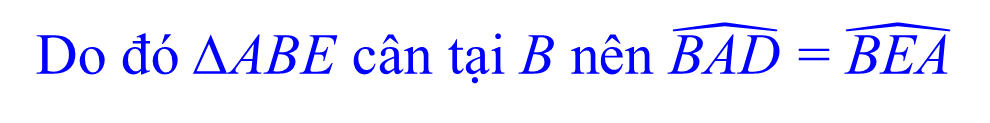 Do đó ΔABE cân tại B nên $\widehat{BAD} = \widehat{BEA}$